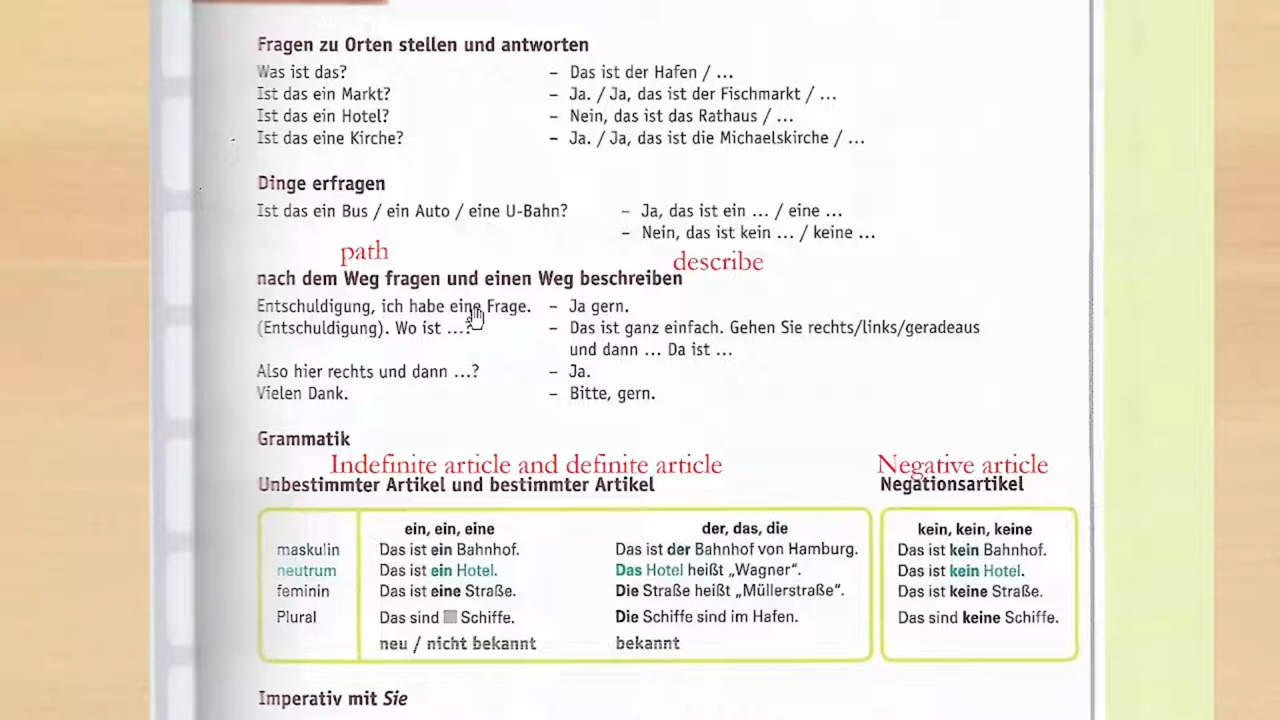 Fragen zu Orten stellen und antworten
Was ist das? – Das ist der Hafen / ...
Ist das ein Markt? – Ja. / Ja, das ist der Fischmarkt / ...
Ist das ein Hotel? – Nein, das ist das Rathaus / ...
Ist das eine Kirche? – Ja. / Ja, das ist die Michaelskirche / ...
Dinge erfragen
Ist das ein Bus / ein Auto / eine U-Bahn? – Ja, das ist ein ... / eine ...
– Nein, das ist kein ... / keine ...
path
describe
nach dem Weg fragen und einen Weg beschreiben
Entschuldigung, ich habe eine Frage. – Ja gern.
(Entschuldigung). Wo ist ...? – Das ist ganz einfach. Gehen Sie rechts/links/geradeaus
und dann ... Da ist ...
Also hier rechts und dann ...? – Ja.
Vielen Dank. – Bitte, gern.
Grammatik
Indefinite article and definite article Negative article
Unbestimmter Artikel und bestimmter Artikel Negationsartikel
ein, ein, eine der, das, die kein, kein, keine
maskulin Das ist ein Bahnhof. Das ist der Bahnhof von Hamburg. Das ist kein Bahnhof.
neutrum Das ist ein Hotel. Das Hotel heißt „Wagner“. Das ist kein Hotel.
feminin Das ist eine Straße. Die Straße heißt „Müllerstraße“. Das ist keine Straße.
Plural Das sind Schiffe. Die Schiffe sind im Hafen. Das sind keine Schiffe.
neu / nicht bekannt bekannt
Imperativ mit Sie